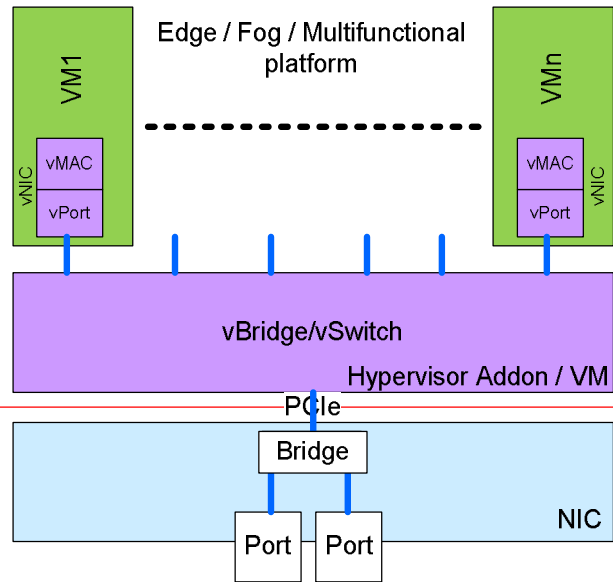 Edge / Fog / Multifunctional
platform
VM1
VMn
vNIC
vMAC
vPort
vMAC
vPort
vNIC
vBridge/vSwitch
Hypervisor Addon / VM
PCIe
Bridge
NIC
Port
Port